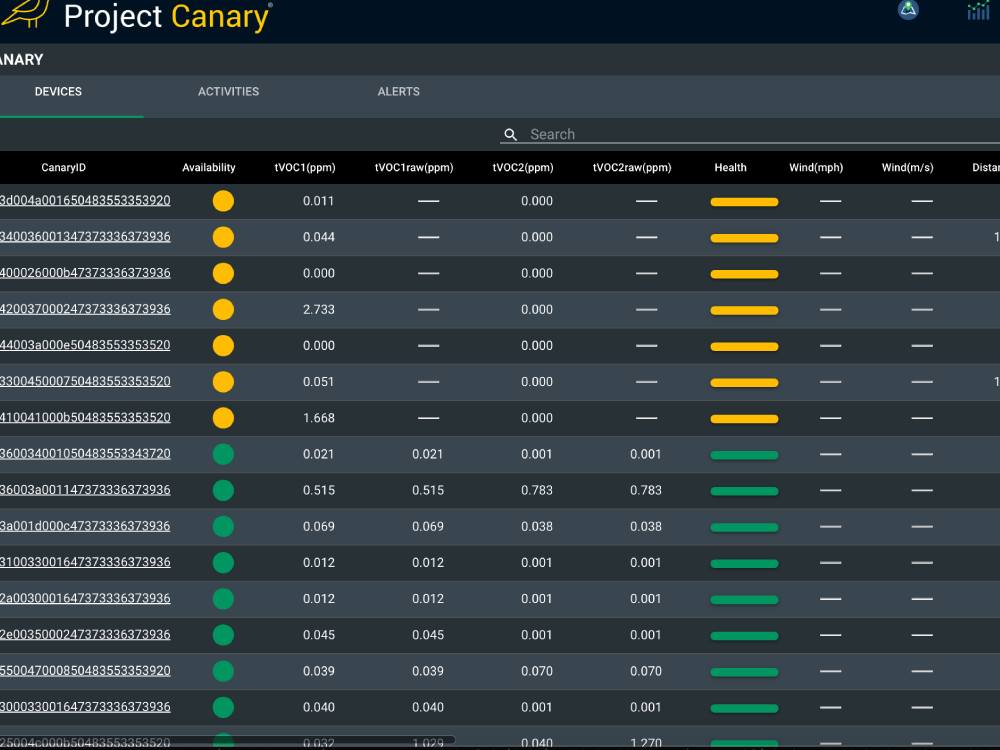 Project Canary®
ANARY
DEVICES ACTIVITIES ALERTS
Search
CanaryID Availability tVOC1(ppm) tVOC1raw(ppm) tVOC2(ppm) tVOC2raw(ppm) Health Wind(mph) Wind(m/s) Distan
3d004a001650483553353920 0.011 — 0.000 — — —
340036001347373336373936 0.044 — 0.000 — — — 1
400026000b47373336373936 0.000 — 0.000 — — —
420037000247373336373936 2.733 — 0.000 — — —
44003a000e50483553353520 0.000 — 0.000 — — —
330045000750483553353520 0.051 — 0.000 — — — 1
410041000b50483553353520 1.668 — 0.000 — — —
360034001050483553343720 0.021 0.021 0.001 0.001 — —
36003a001147373336373936 0.515 0.515 0.783 0.783 — —
3a001d000c47373336373936 0.069 0.069 0.038 0.038 — —
310033001647373336373936 0.012 0.012 0.001 0.001 — —
2a0030001647373336373936 0.012 0.012 0.001 0.001 — —
2e0035000247373336373936 0.045 0.045 0.001 0.001 — —
550047000850483553353920 0.039 0.039 0.070 0.070 — —
300033001647373336373936 0.040 0.040 0.001 0.001 — —
25004c000b50483553353520 0.032 1.029 0.040 1.270